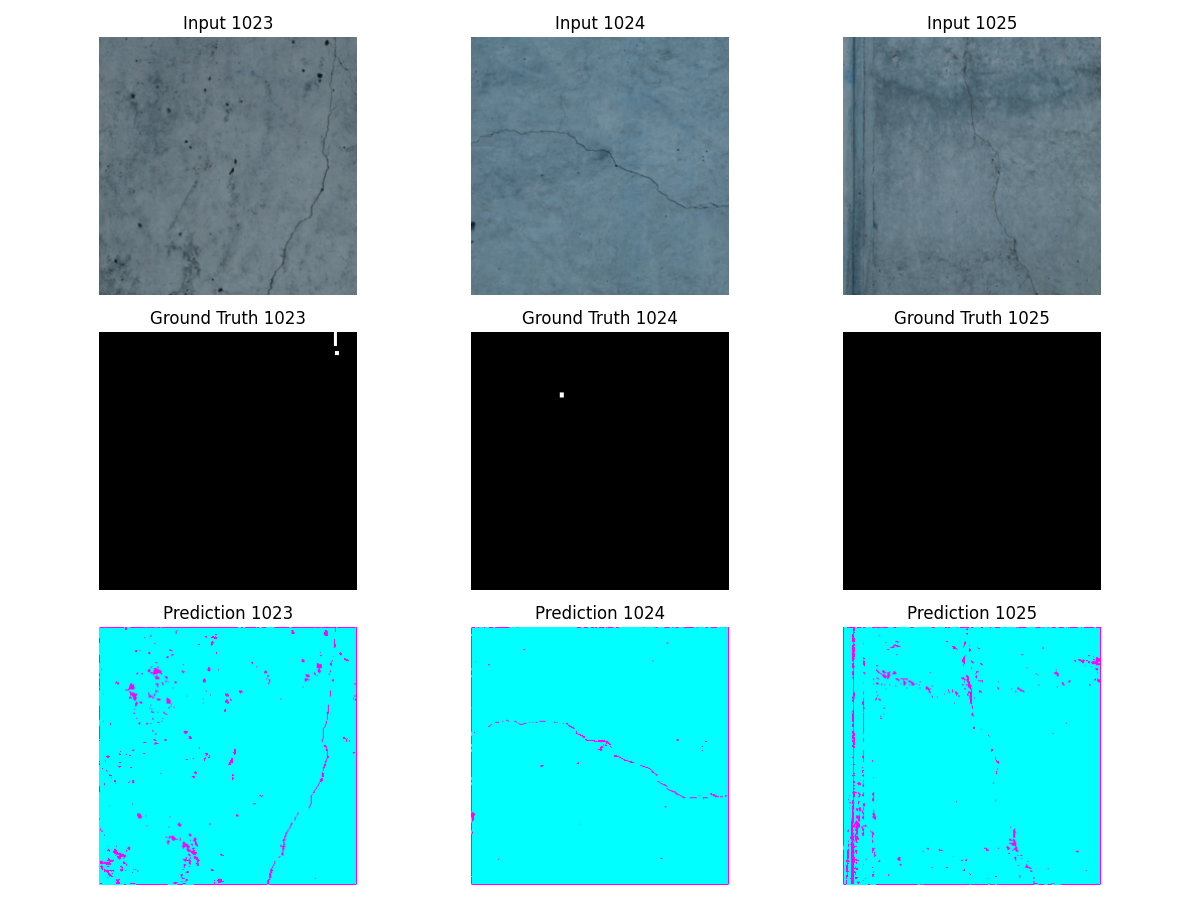 Input 1023
Input 1024
Input 1025
Ground Truth 1023
Ground Truth 1024
Ground Truth 1025
Prediction 1023
Prediction 1024
Prediction 1025